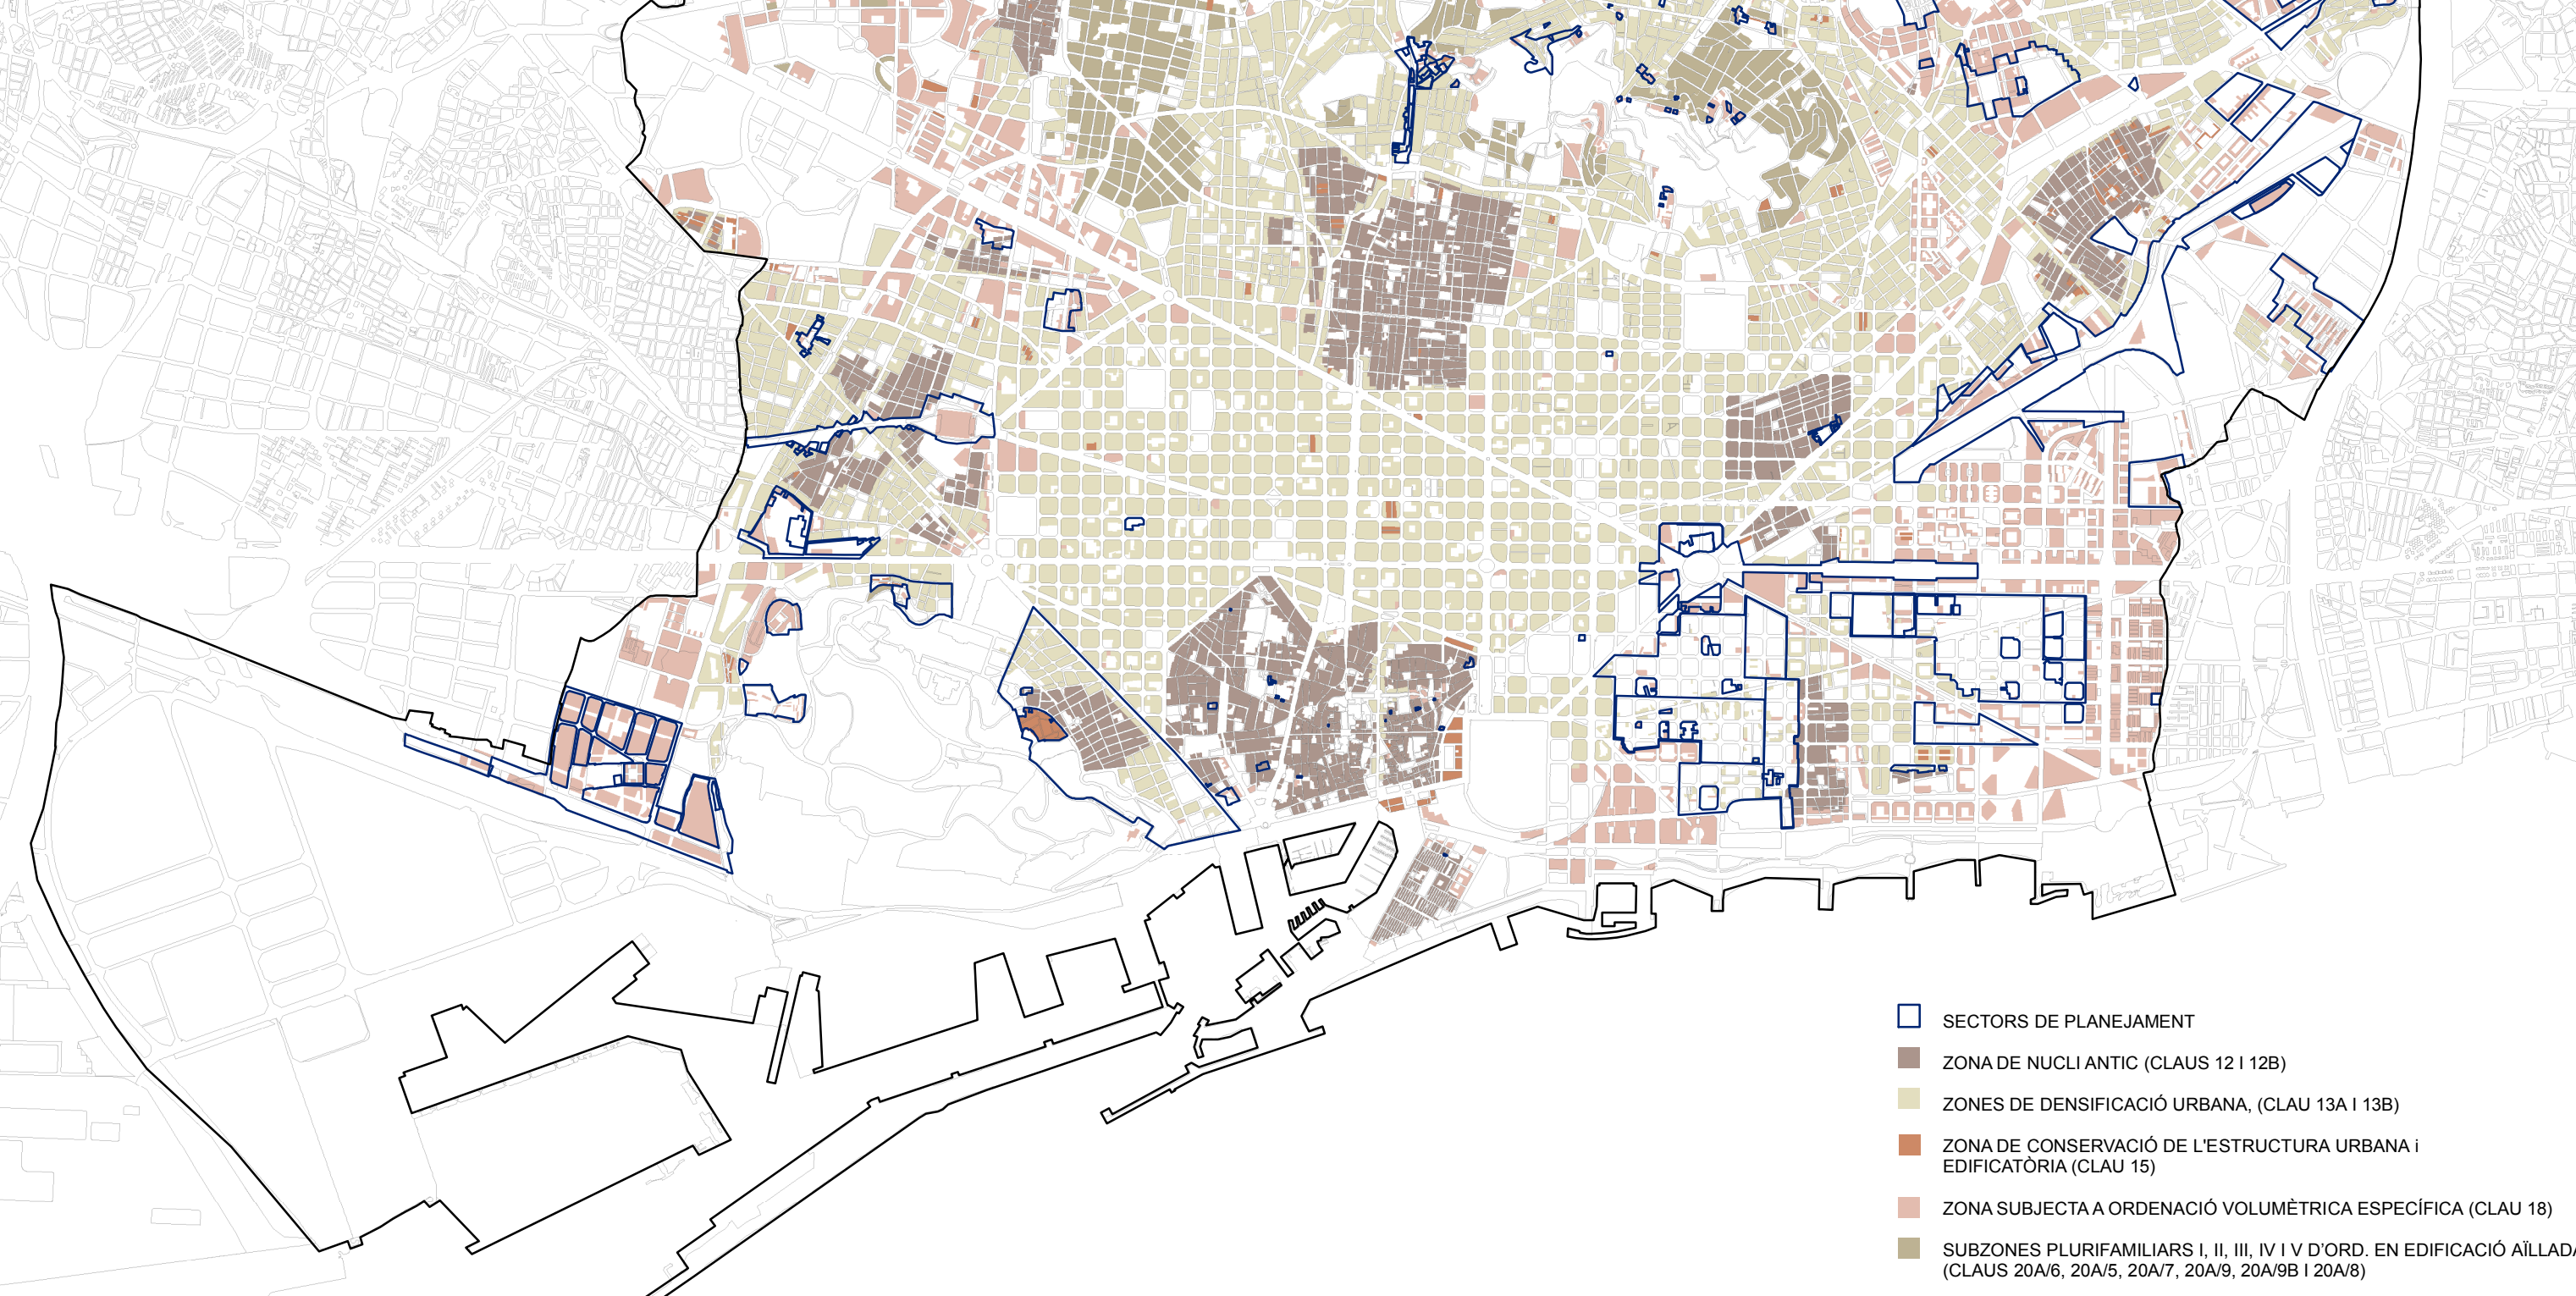 SECTORS DE PLANEJAMENT
ZONA DE NUCLI ANTIC (CLAUS 12 I 12B)
ZONES DE DENSIFICACIÓ URBANA, (CLAU 13A I 13B)
ZONA DE CONSERVACIÓ DE L'ESTRUCTURA URBANA i
EDIFICATÒRIA (CLAU 15)
ZONA SUBJECTA A ORDENACIÓ VOLUMÈTRICA ESPECÍFICA (CLAU 18)
SUBZONES PLURIFAMILIARS I, II, III, IV I V D'ORD. EN EDIFICACIÓ AÏLLADA
(CLAUS 20A/6, 20A/5, 20A/7, 20A/9, 20A/9B I 20A/8)